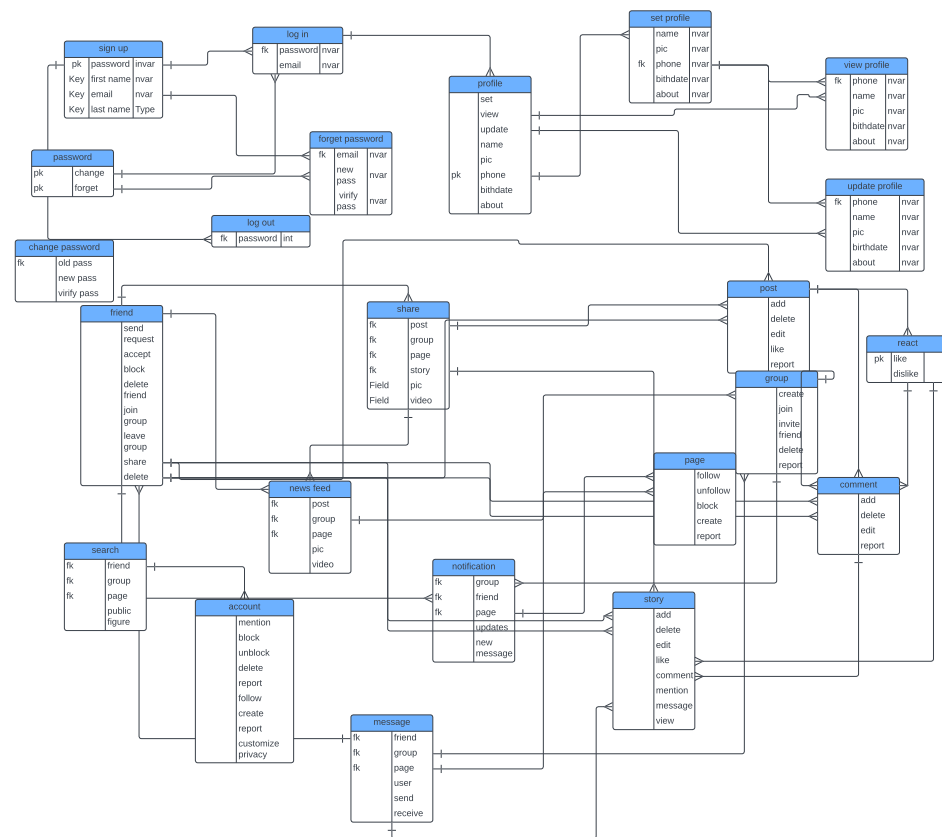 sign up
pk password invar
Key first name nvar
Key email nvar
Key last name Type
log in
fk password nvar
email nvar
set profile
name nvar
pic nvar
fk phone nvar
bithdate nvar
about nvar
view profile
fk phone nvar
name nvar
pic nvar
bithdate nvar
about nvar
profile
set
view
update
name
pic
pk phone
bithdate
about
forget password
fk email nvar
new
pass nvar
virify
pass nvar
password
pk change
pk forget
update profile
fk phone nvar
name nvar
pic nvar
birthdate nvar
about nvar
log out
fk password int
change password
fk old pass
new pass
virify pass
friend
send
request
accept
block
delete
friend
join
group
leave
group
share
delete
share
fk post
fk group
fk page
fk story
Field pic
Field video
post
add
delete
edit
like
report
react
pk like
dislike
group
create
join
invite
friend
delete
report
page
follow
unfollow
block
create
report
comment
add
delete
edit
report
news feed
fk post
fk group
fk page
pic
video
search
fk friend
fk group
fk page
public
figure
notification
fk group
fk friend
fk page
updates
new
message
account
mention
block
unblock
delete
report
follow
create
report
customize
privacy
story
add
delete
edit
like
comment
mention
message
view
message
fk friend
fk group
fk page
user
send
receive